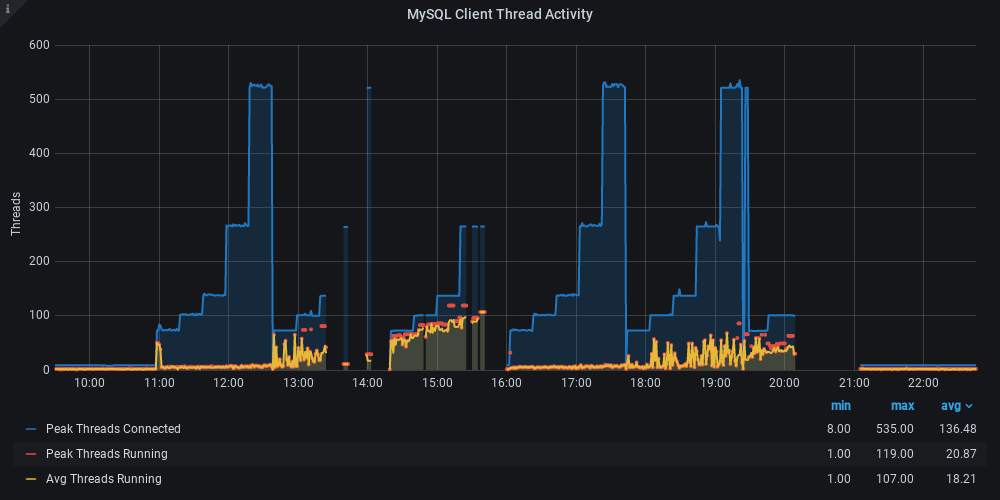 i
MySQL Client Thread Activity
600
500
400
300
200
100
0
Threads
10:00 11:00 12:00 13:00 14:00 15:00 16:00 17:00 18:00 19:00 20:00 21:00 22:00
min max avg
Peak Threads Connected 8.00 535.00 136.48
Peak Threads Running 1.00 119.00 20.87
Avg Threads Running 1.00 107.00 18.21